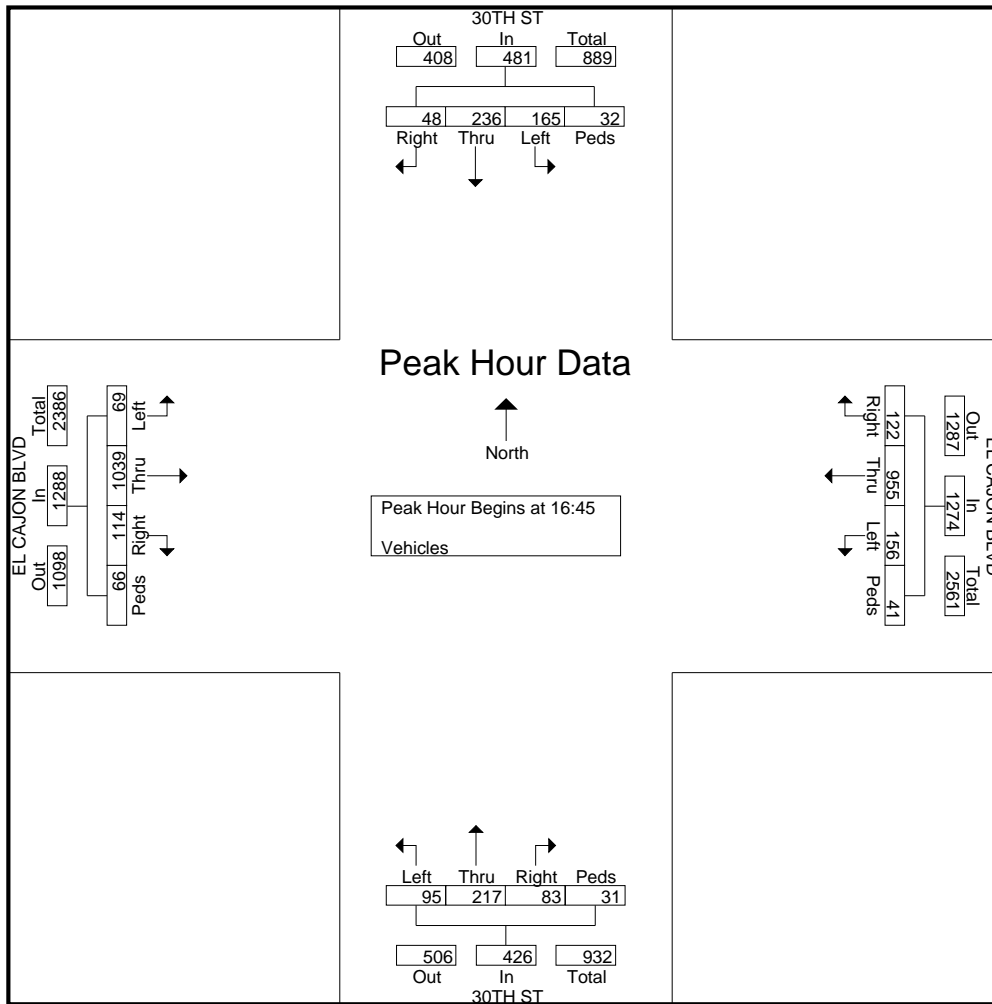 30TH ST
Out In Total
408 481 889
48 236 165 32
Right Thru Left Peds
Peak Hour Data
North
Peak Hour Begins at 16:45
Vehicles
EL CAJON BLVD
Out In Total
1098 1288 2386
66 114 1039 69
Peds Right Thru Left
EL CAJON BLVD
Out In Total
1287 1274 2561
122 955 156 41
Right Thru Left Peds
Left Thru Right Peds
95 217 83 31
506 426 932
Out In Total
30TH ST